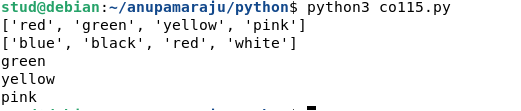 stud@debian:~/anupamaraju/python$ python3 co115.py
['red', 'green', 'yellow', 'pink']
['blue', 'black', 'red', 'white']
green
yellow
pink